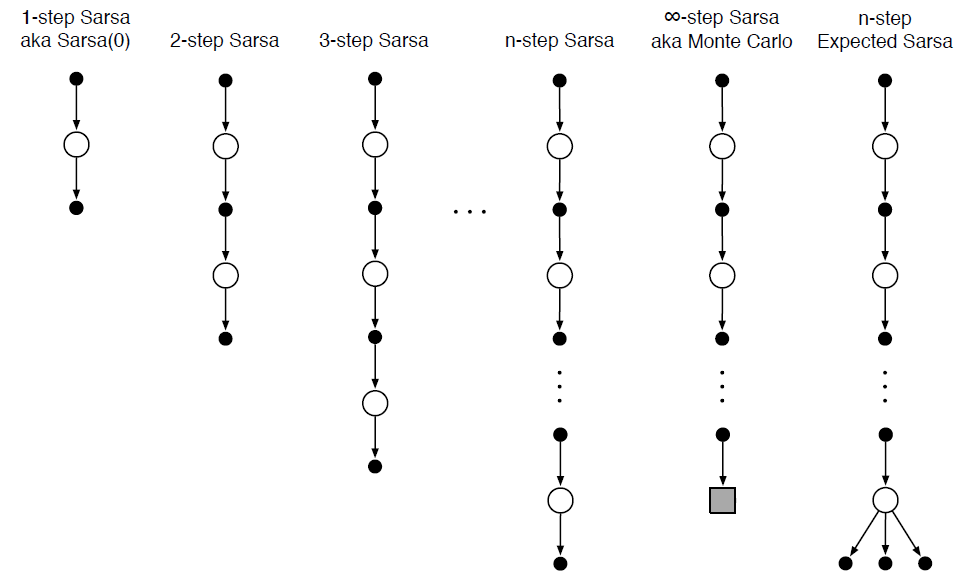 1-step Sarsa
aka Sarsa(0)
2-step Sarsa
3-step Sarsa
n-step Sarsa
∞-step Sarsa
aka Monte Carlo
n-step
Expected Sarsa